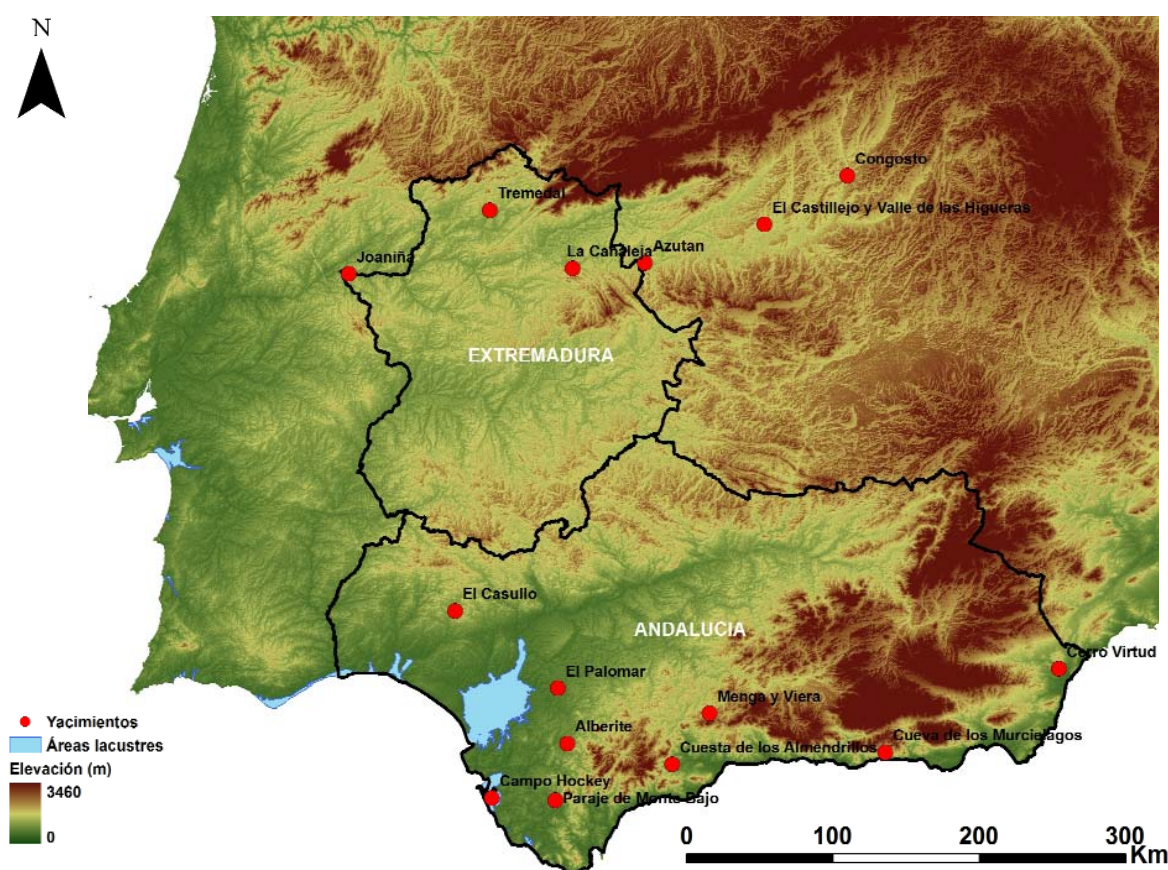 N
Congosto
Tremedal
El Castillejo y Valle de las Higueras
Joaniña
La Cañaleja
Azutan
EXTREMADURA
El Casullo
ANDALUCIA
El Palomar
Cerro Virtud
Menga y Viera
Yacimientos
Alberite
Áreas lacustres
Cuesta de los Almendrillos
Cueva de los Murcielagos
Elevación (m)
3460
Campo Hockey
Paraje de Monte Bajo
0
0 100 200 300
Km